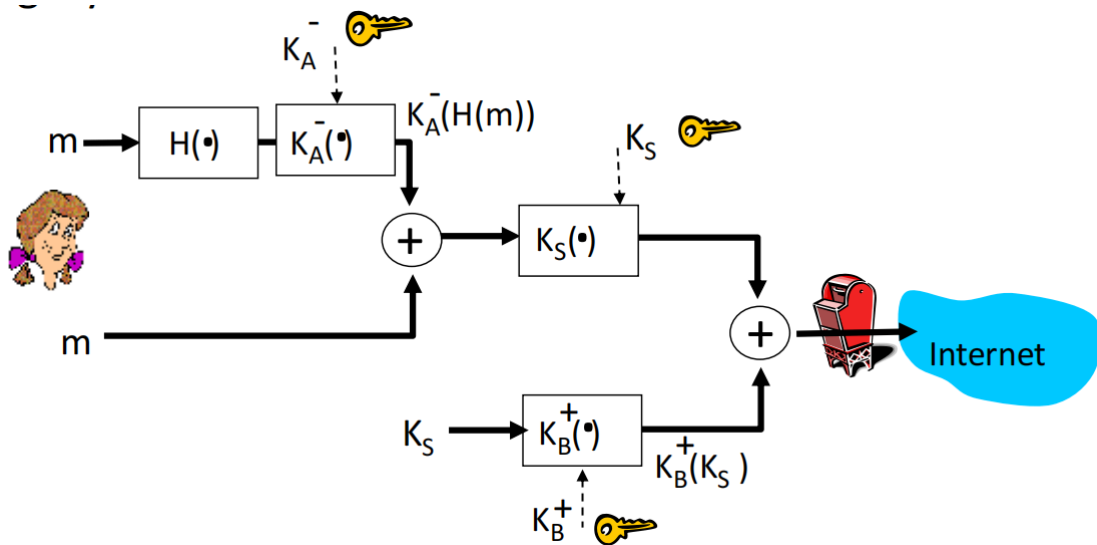 K_A^-
m
H(•)
K_A^-(•)
K_A^-(H(m))
K_S
+
K_S(•)
m
+
Internet
K_S
K_B^+(•)
K_B^+(K_S )
K_B^+